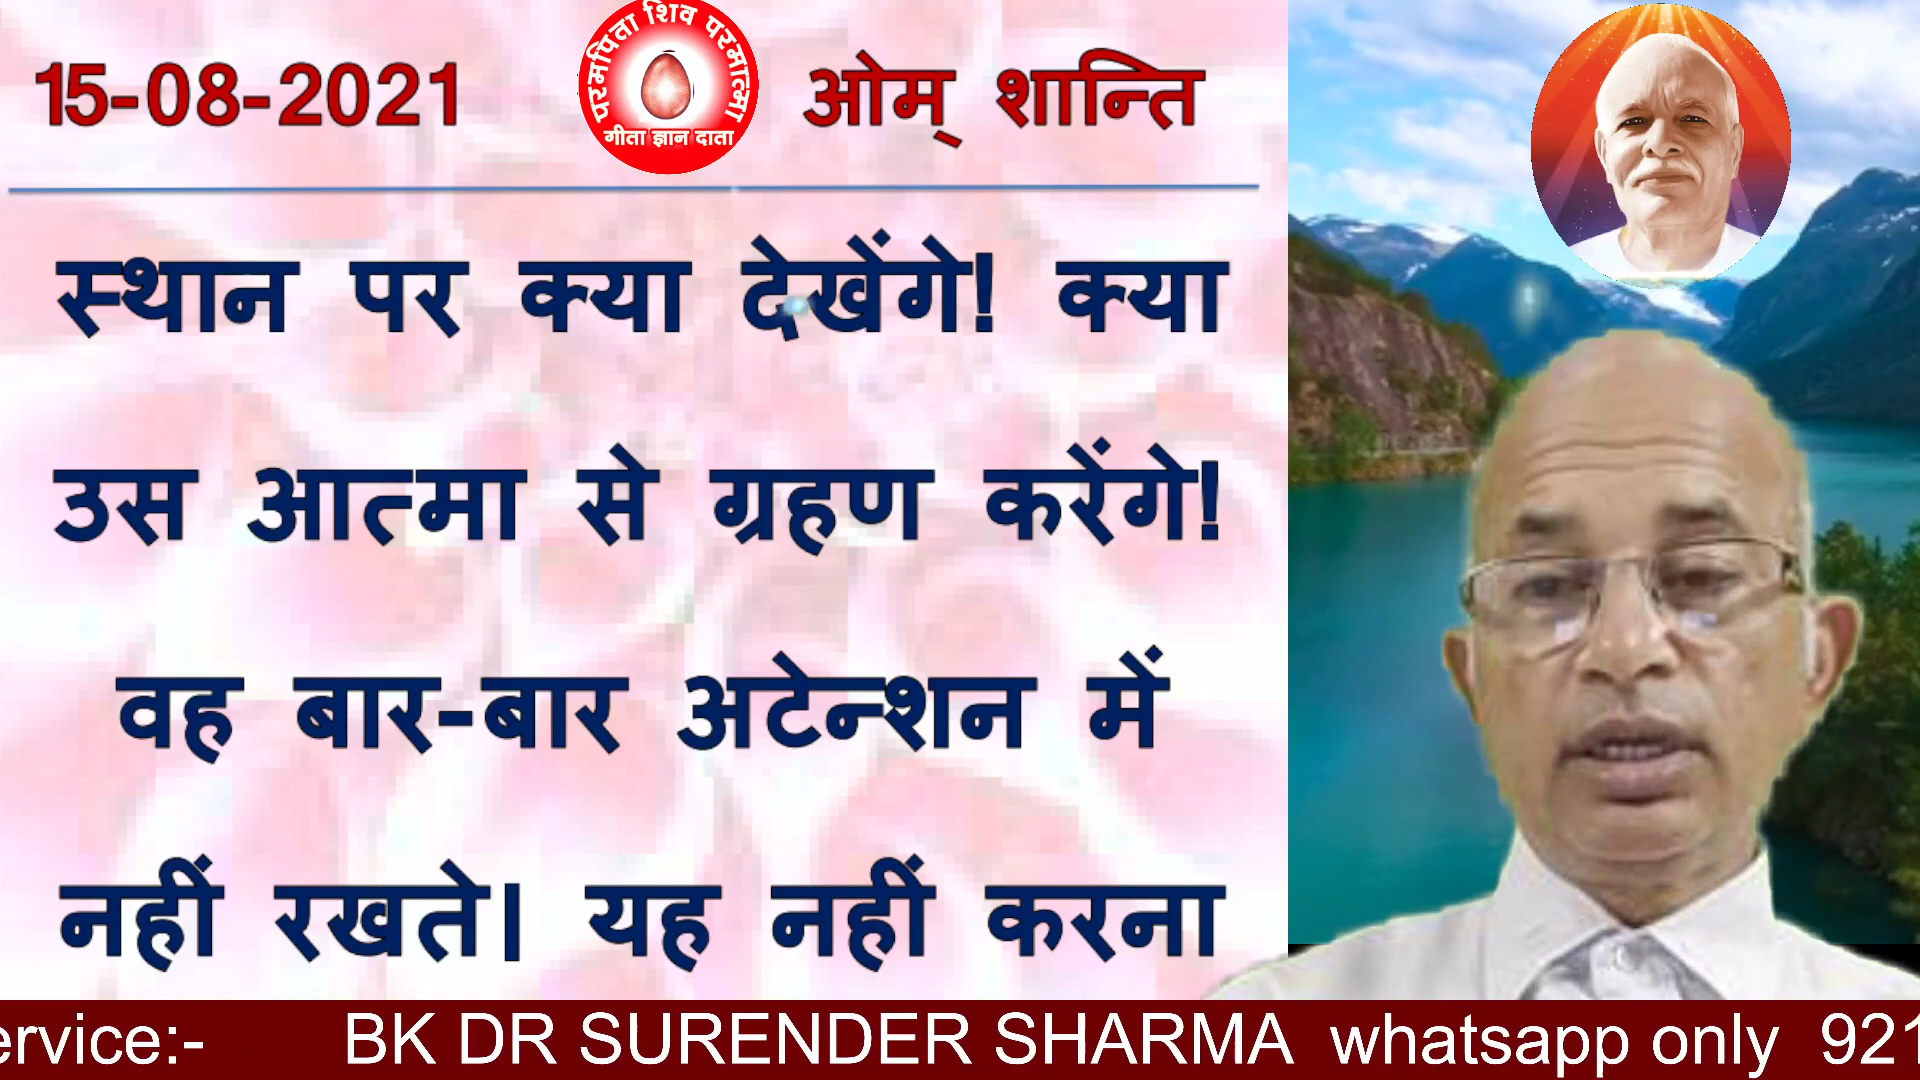 15-08-2021
परमपिता शिव परमात्मा
गीता ज्ञान दाता
ओम् शान्ति
स्थान पर क्या देखेंगे! क्या
उस आत्मा से ग्रहण करेंगे!
वह बार-बार अटेन्शन में
नहीं रखते। यह नहीं करना
ervice:- BK DR SURENDER SHARMA whatsapp only 921